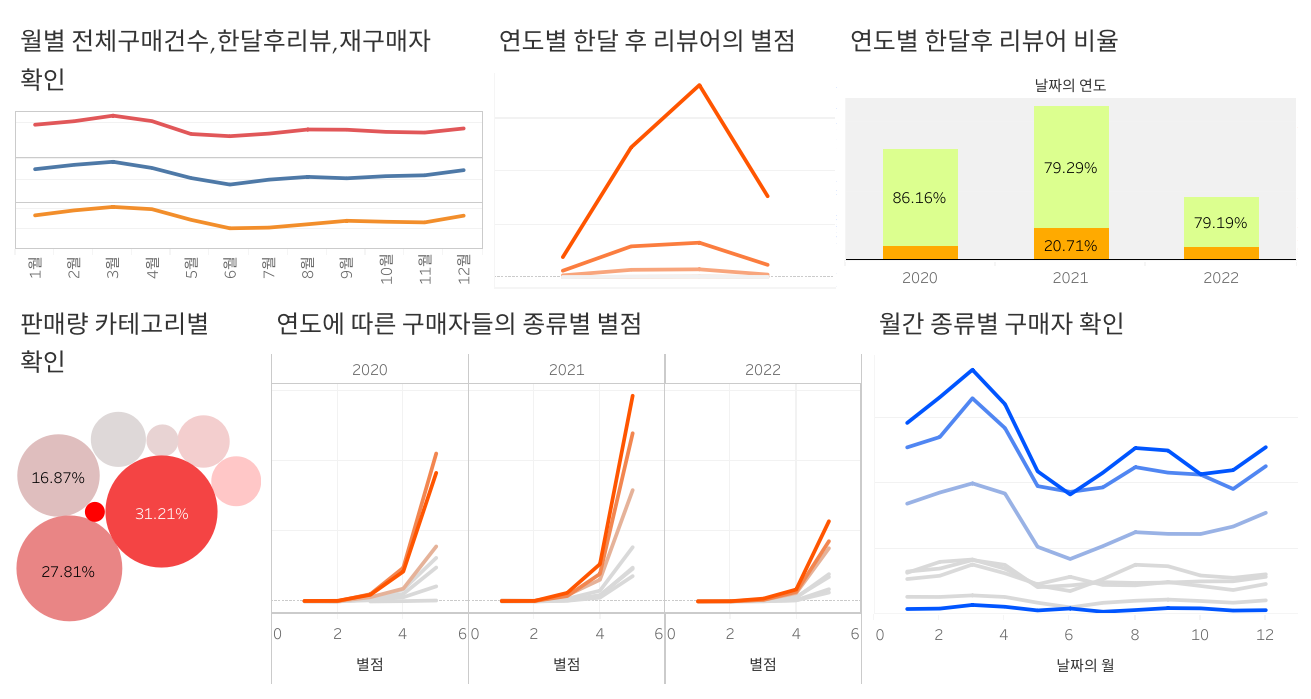 월별 전체구매건수,한달후리뷰,재구매자
확인
1월 2월 3월 4월 5월 6월 7월 8월 9월 10월 11월 12월
연도별 한달 후 리뷰어의 별점
연도별 한달후 리뷰어 비율
날짜의 연도
86.16%
79.29%
20.71%
79.19%
2020 2021 2022
판매량 카테고리별
확인
16.87%
31.21%
27.81%
연도에 따른 구매자들의 종류별 별점
2020 2021 2022
0 2 4 6 0 2 4 6 0 2 4 6
별점 별점 별점
월간 종류별 구매자 확인
0 2 4 6 8 10 12
날짜의 월